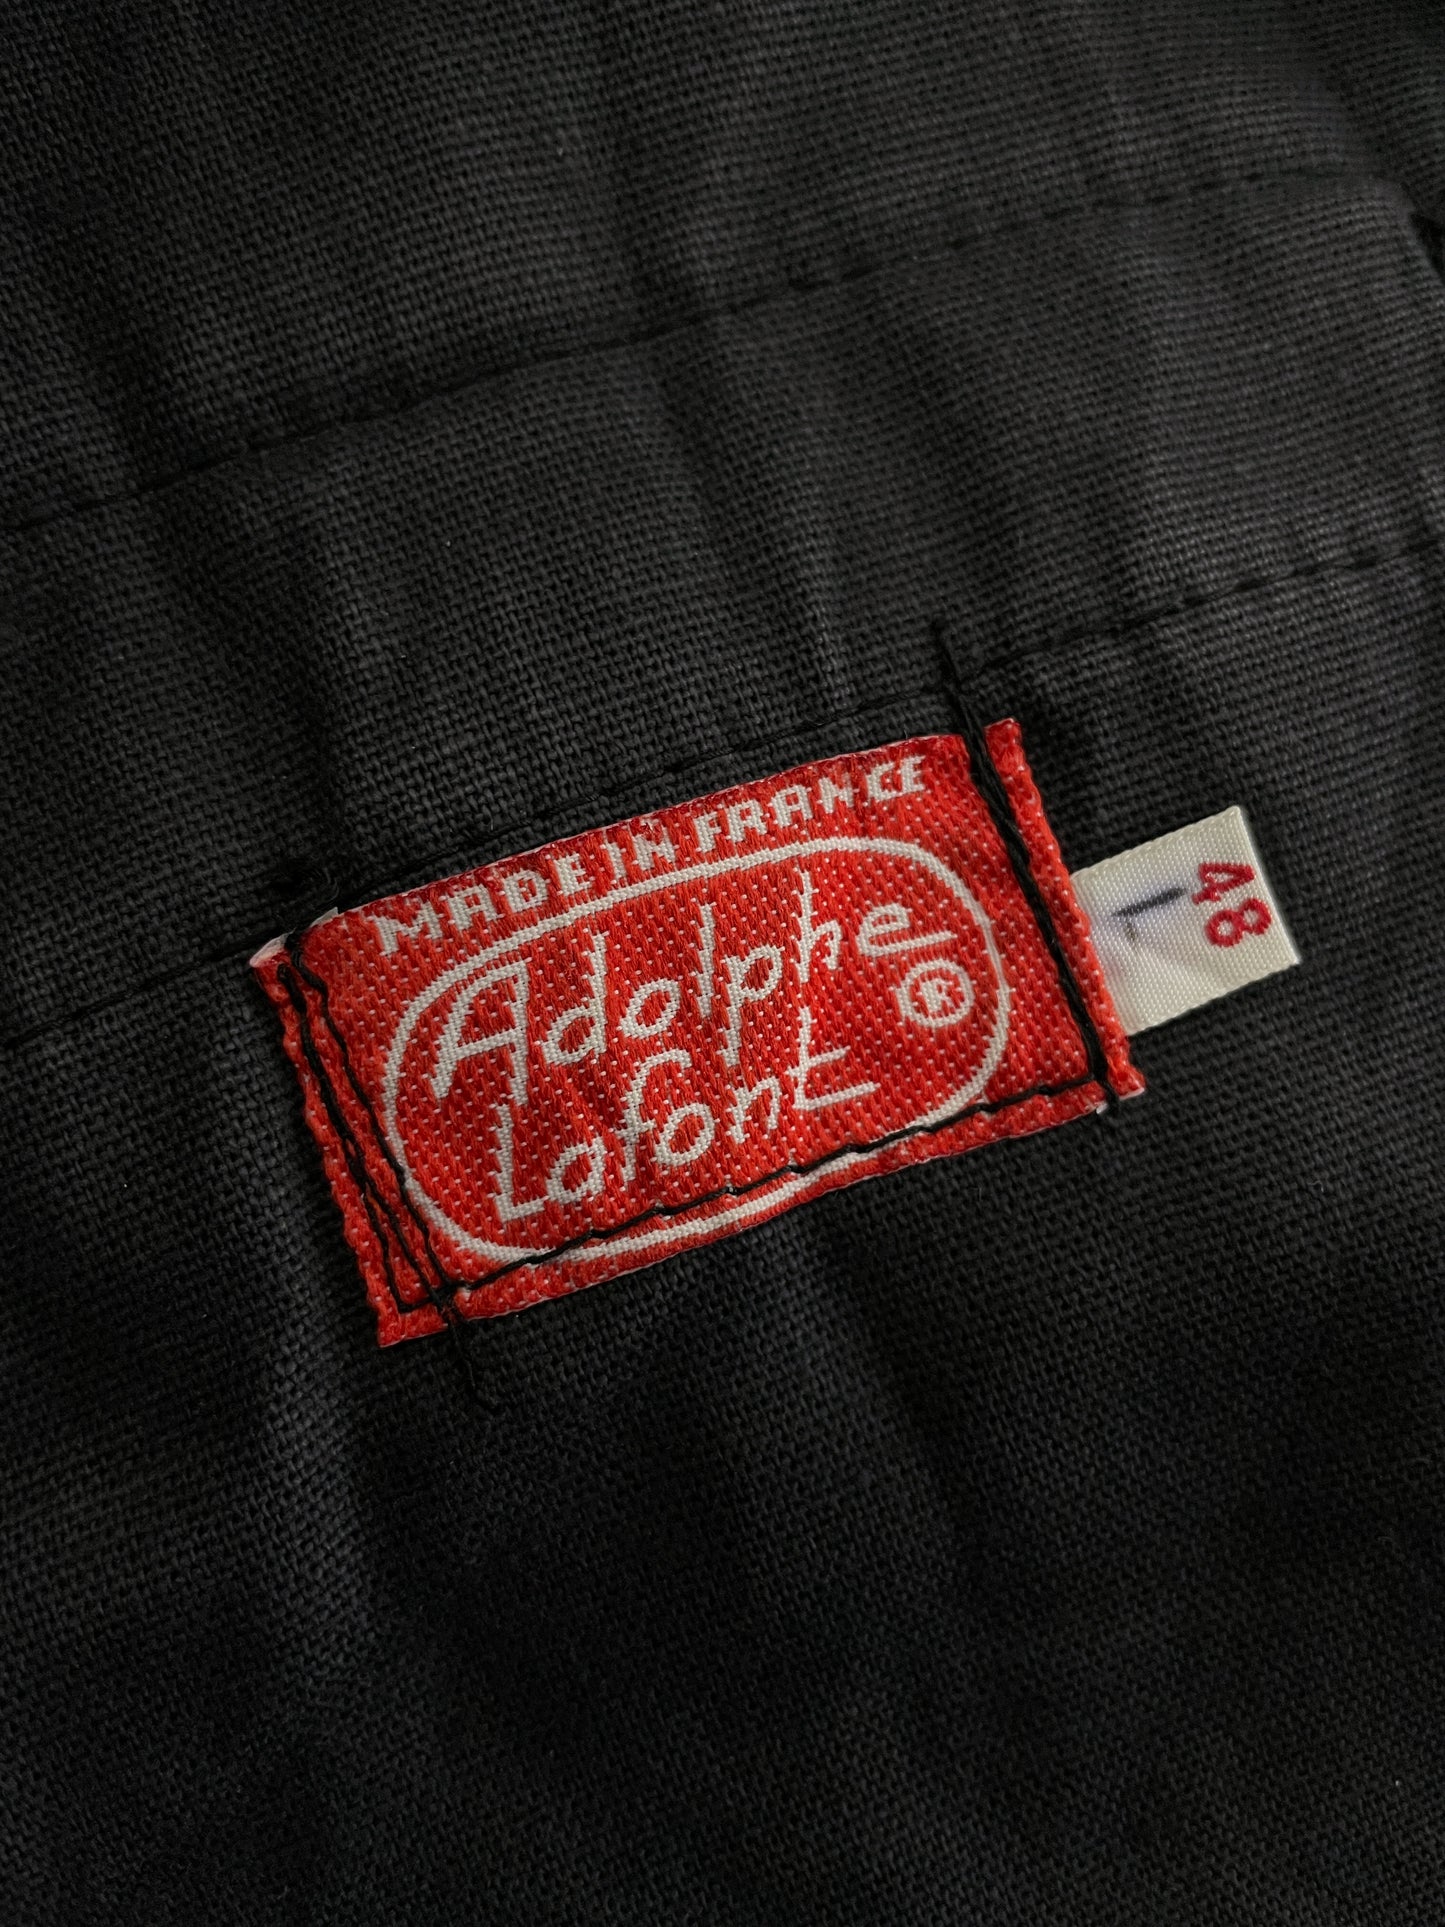 MADE IN FRANCE
Adolphe
Lafont ®
48